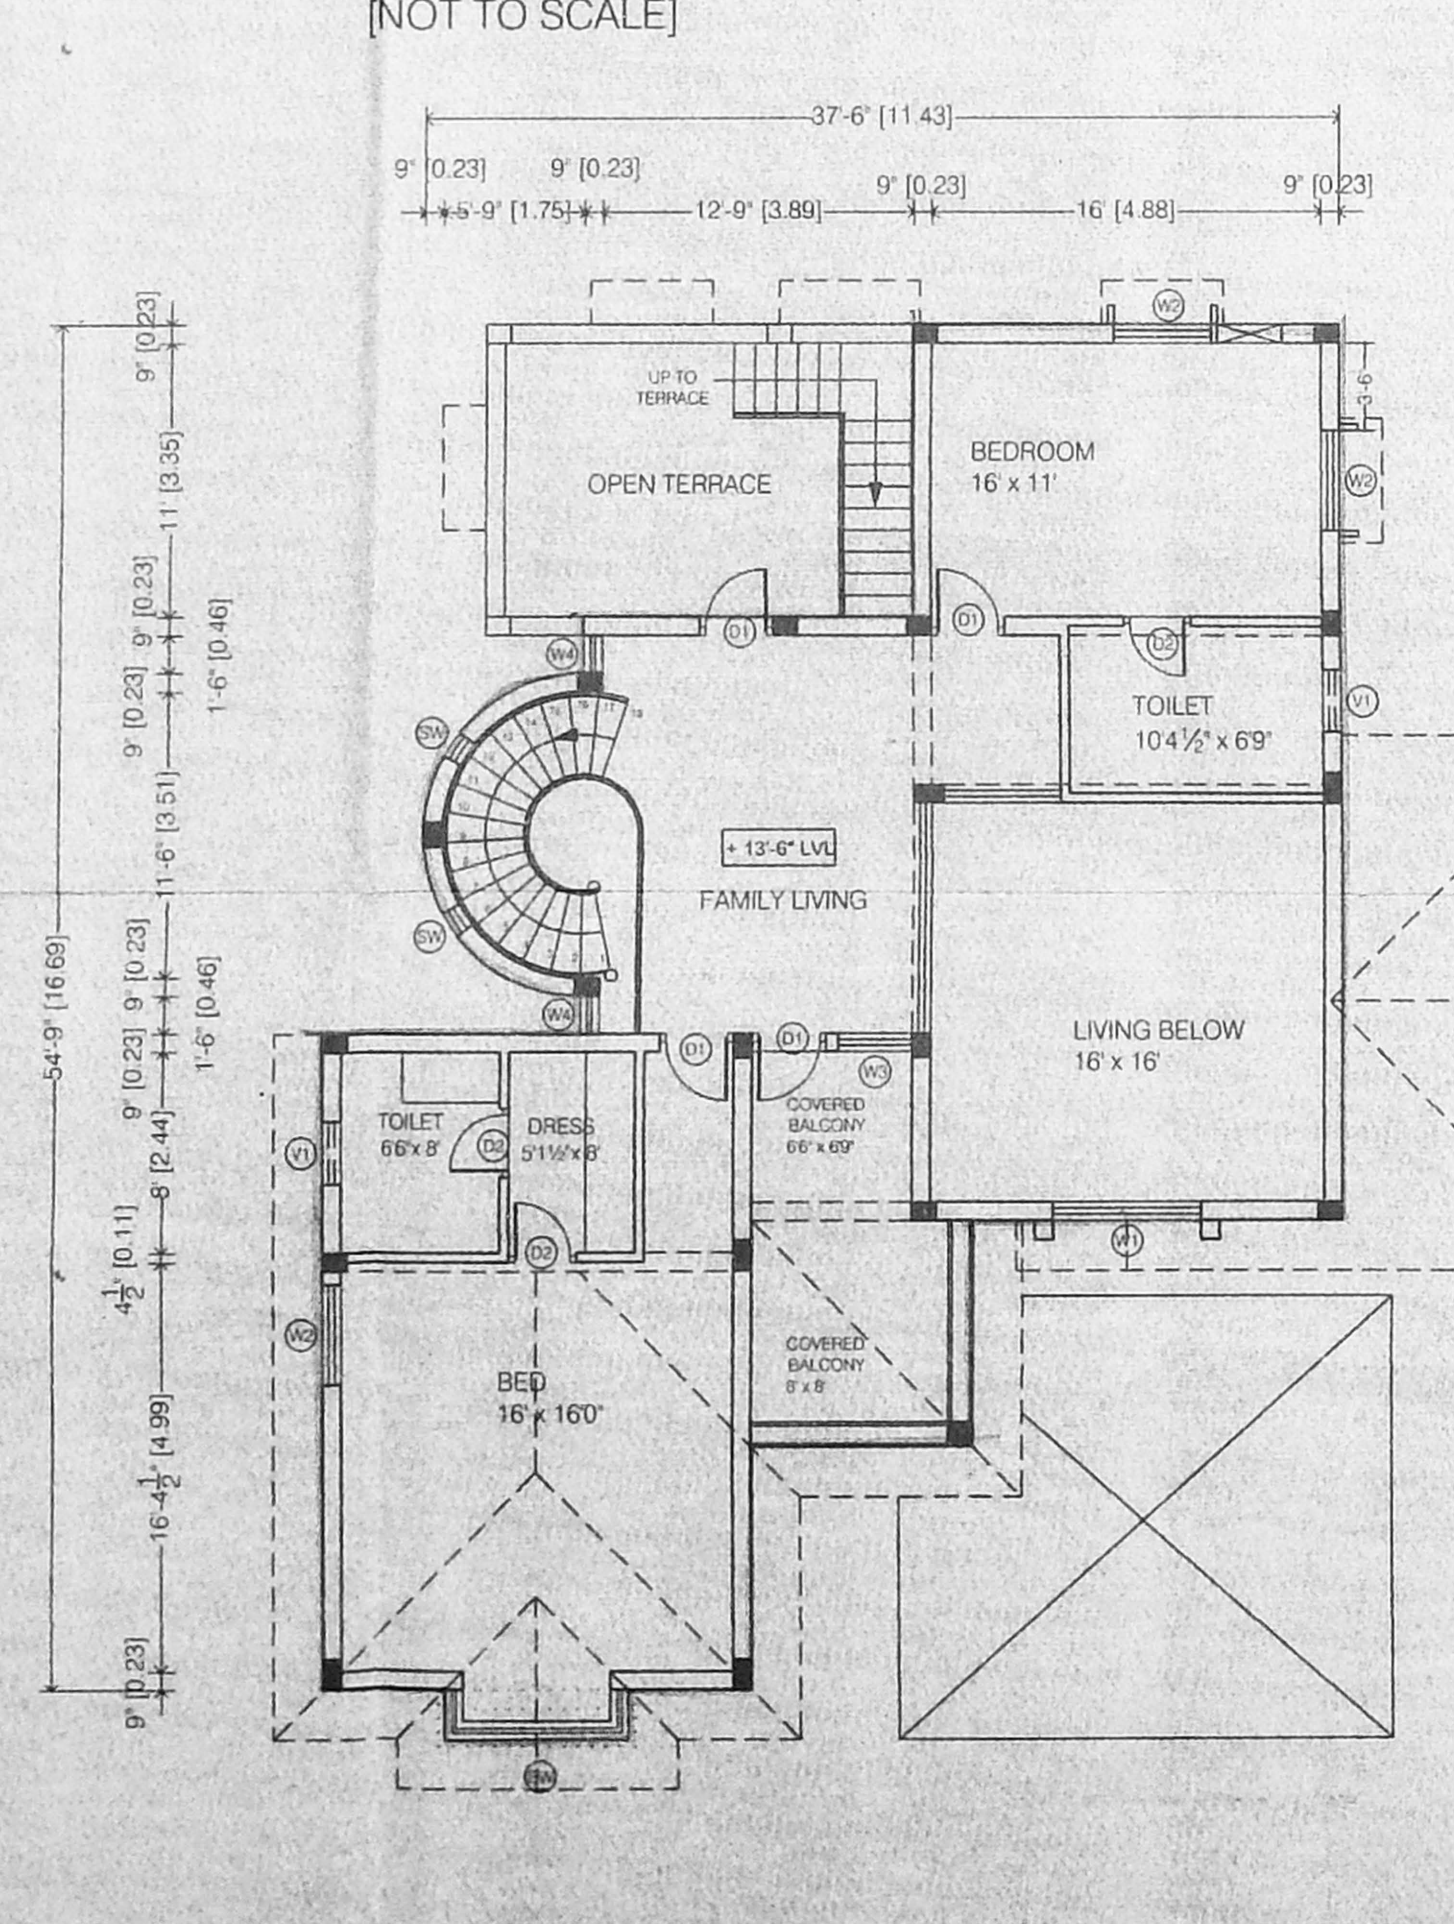 [NOT TO SCALE]
37'-6" [11.43]
9" [0.23]
9" [0.23]
9" [0.23]
9" [0.23]
5'-9" [1.75]
12'-9" [3.89]
16' [4.88]
W2
9" [0.23]
UP TO
TERRACE
3'-6"
11' [3.35]
OPEN TERRACE
BEDROOM
16' x 11'
W2
9" [0.23]
9"
1'-6" [0.46]
D1
D1
D2
W4
9" [0.23]
TOILET
10'4½" x 6'9"
V1
SW
11'-6" [3.51]
+ 13'-6" LVL
FAMILY LIVING
SW
9" [0.23]
9"
1'-6" [0.46]
54'-9" [16.69]
W4
LIVING BELOW
16' x 16'
D1
D1
W3
9" [0.23]
COVERED
BALCONY
6'6" x 6'9"
TOILET
6'6" x 8'
D2
DRESS
5'1½" x 8'
V1
8' [2.44]
4½" [0.11]
D2
W1
W2
COVERED
BALCONY
8' x 8'
BED
16' x 16'0"
16'-4½" [4.99]
9" [0.23]